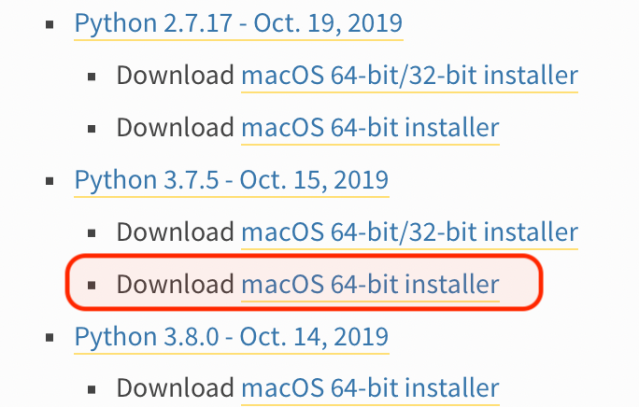 Python 2.7.17 - Oct. 19, 2019
Download macOS 64-bit/32-bit installer
Download macOS 64-bit installer
Python 3.7.5 - Oct. 15, 2019
Download macOS 64-bit/32-bit installer
Download macOS 64-bit installer
Python 3.8.0 - Oct. 14, 2019
Download macOS 64-bit installer